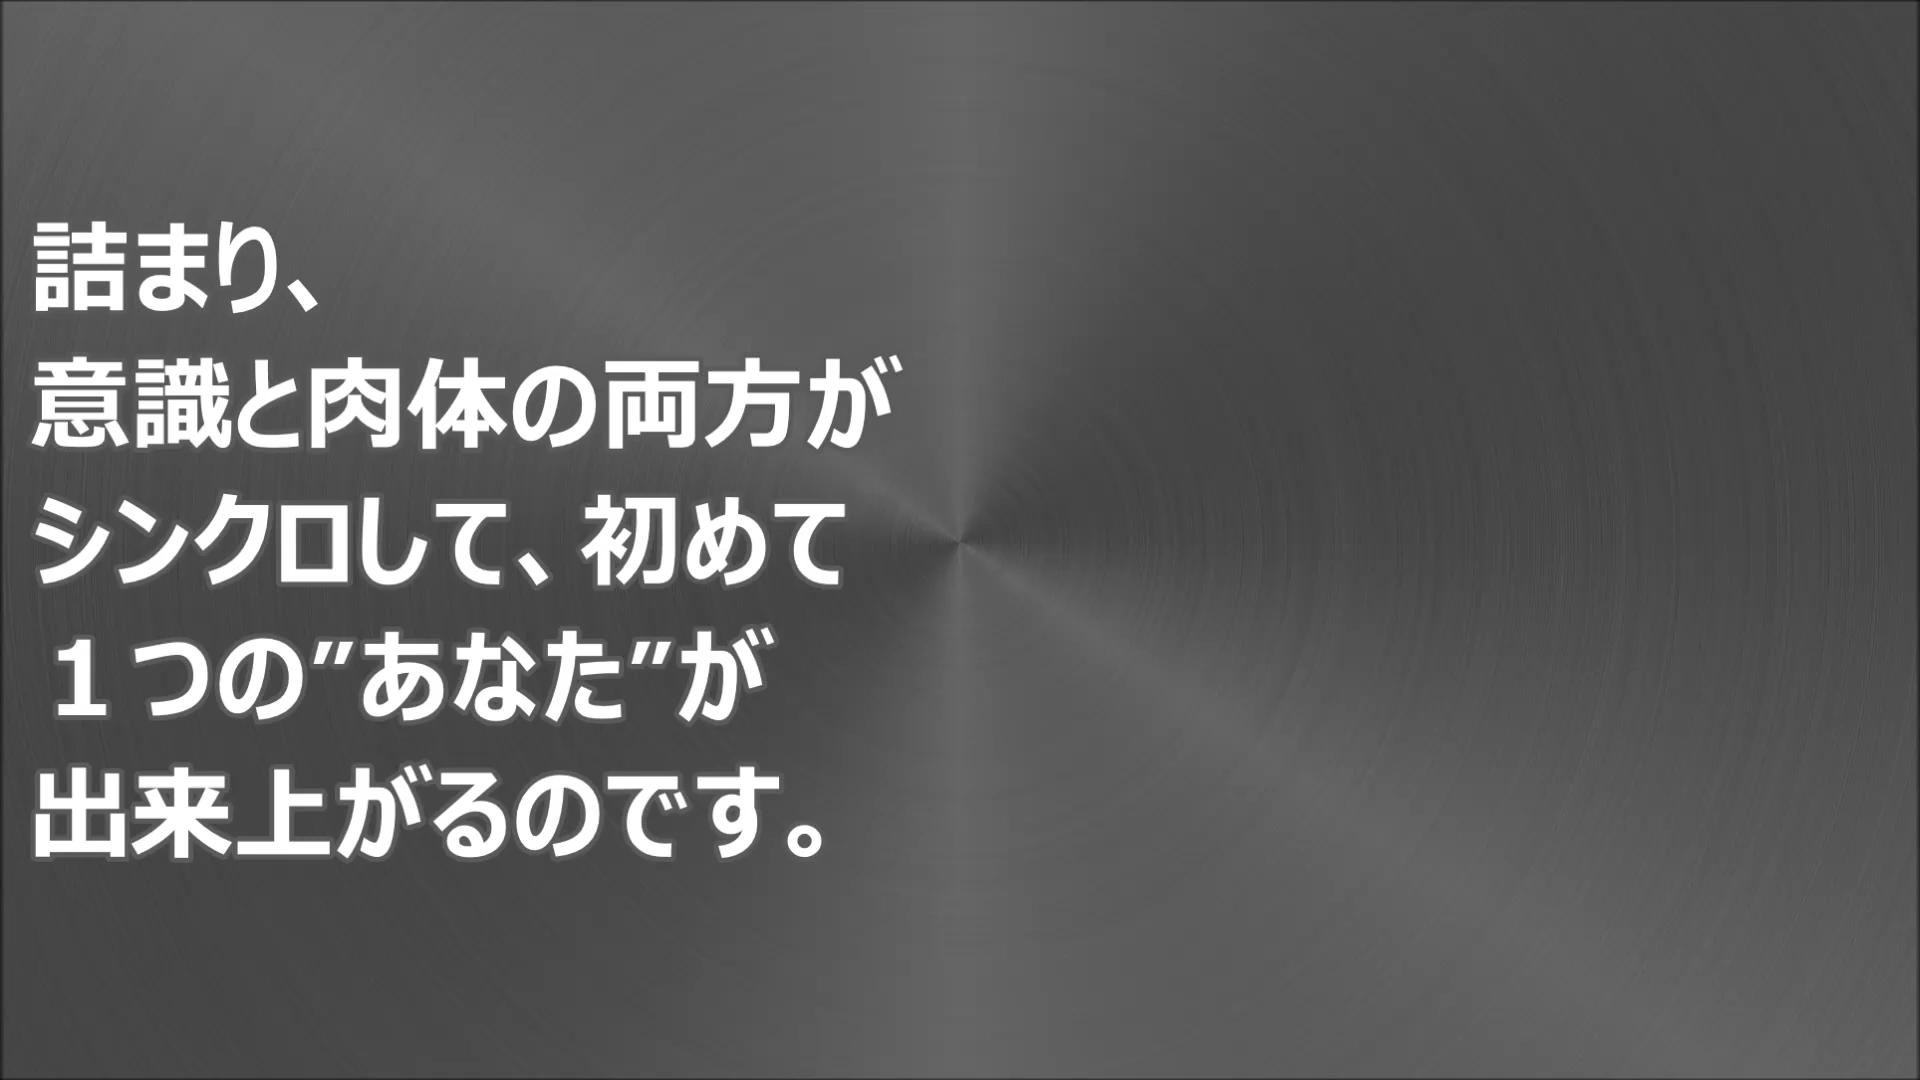 詰まり、
意識と肉体の両方が
シンクロして、初めて
１つの”あなた”が
出来上がるのです。